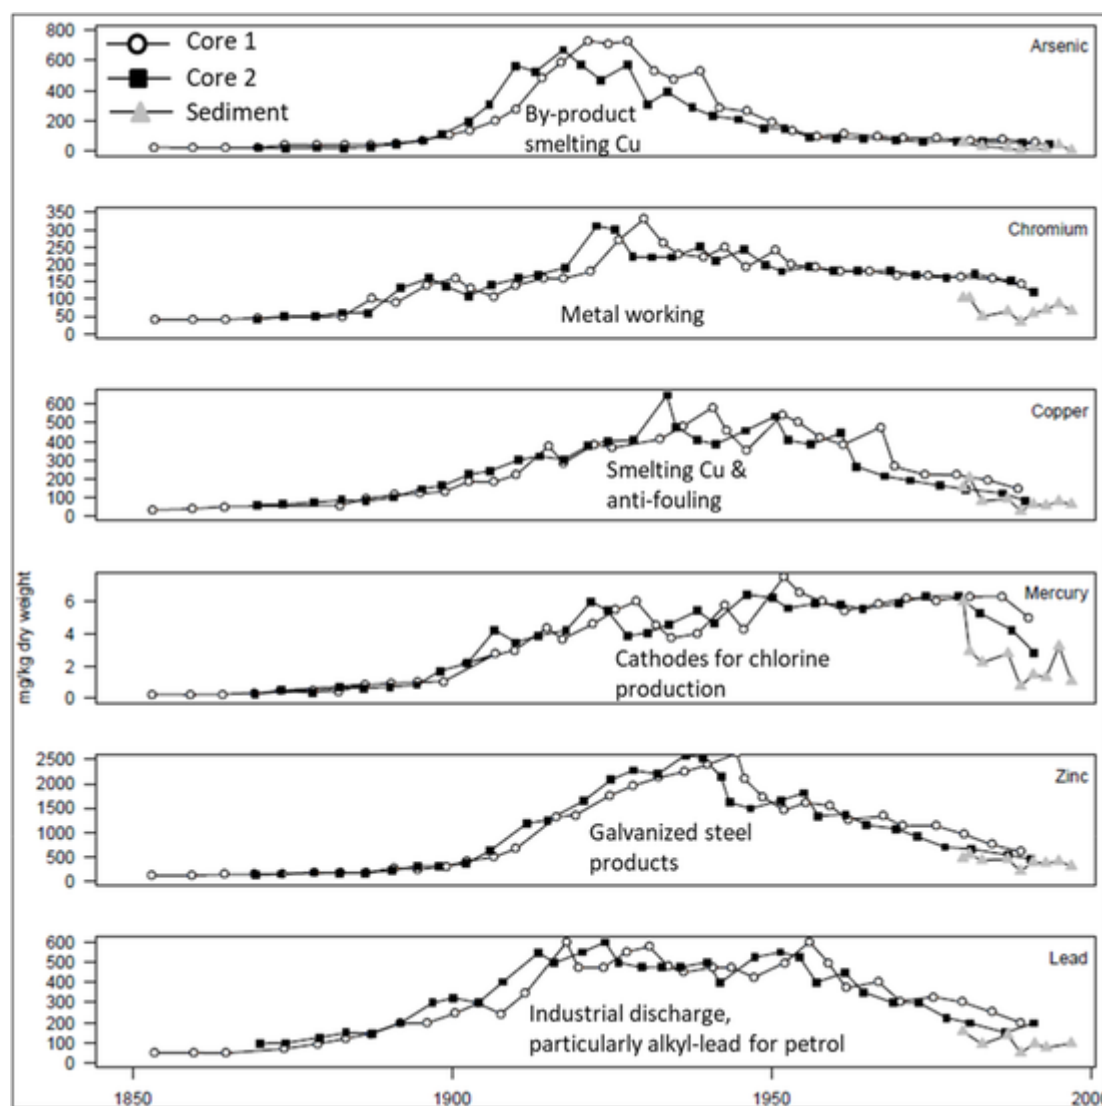 800
600
400
200
0
Core 1
Core 2
Sediment
Arsenic
By-product
smelting Cu
350
300
250
200
150
100
50
0
Chromium
Metal working
600
500
400
300
200
100
0
Copper
Smelting Cu &
anti-fouling
mg/kg dry weight
6
4
2
0
Mercury
Cathodes for chlorine
production
2500
2000
1500
1000
500
0
Zinc
Galvanized steel
products
600
500
400
300
200
100
0
Lead
Industrial discharge,
particularly alkyl-lead for petrol
1850 1900 1950 2000